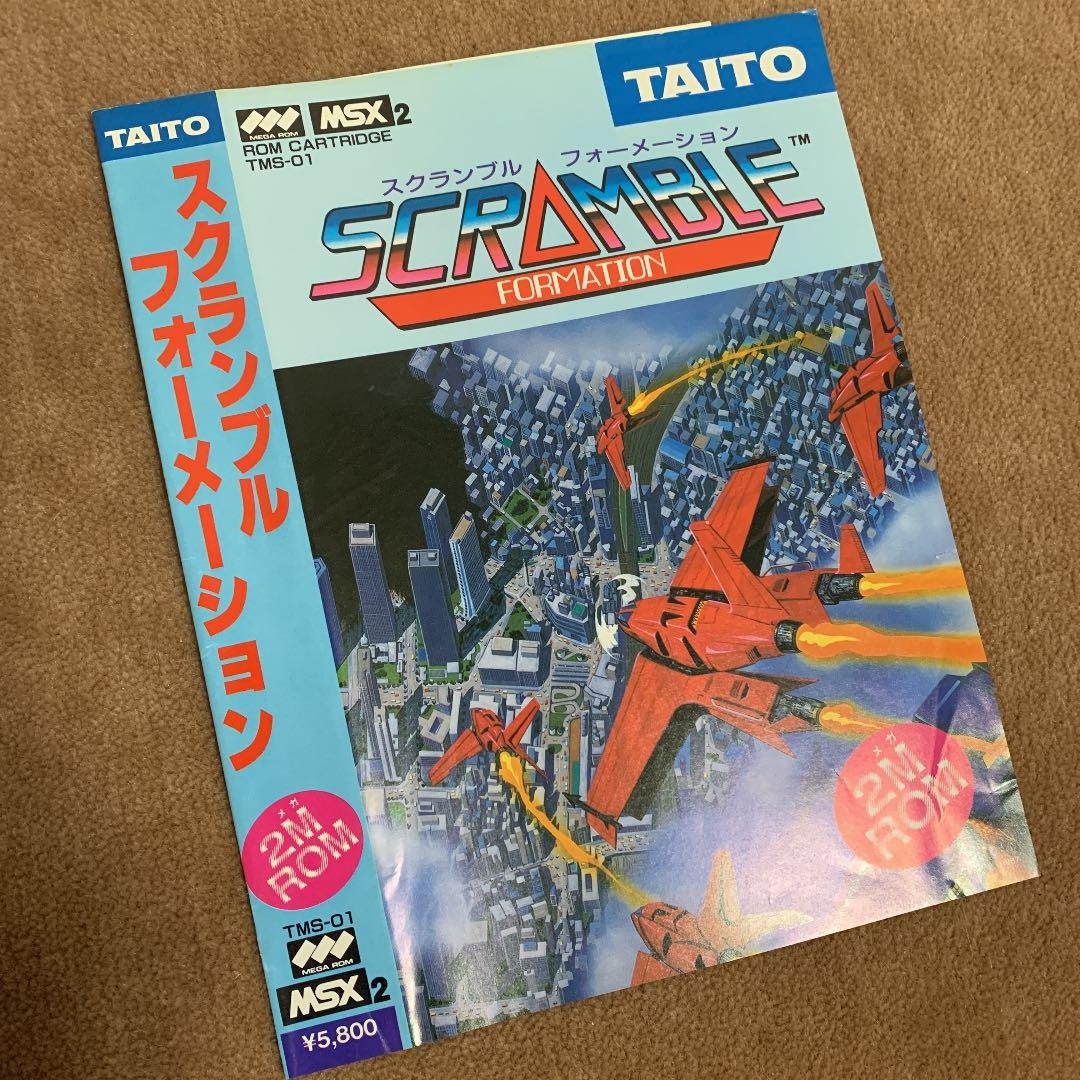 TAITO
スクランブル
フォーメーション
メガ
2M
ROM
TMS-01
MEGA ROM
MSX2
¥5,800
MEGA ROM
MSX2
ROM CARTRIDGE
TMS-01
TAITO
スクランブル フォーメーション
SCRAMBLE™
FORMATION
メガ
2M
ROM